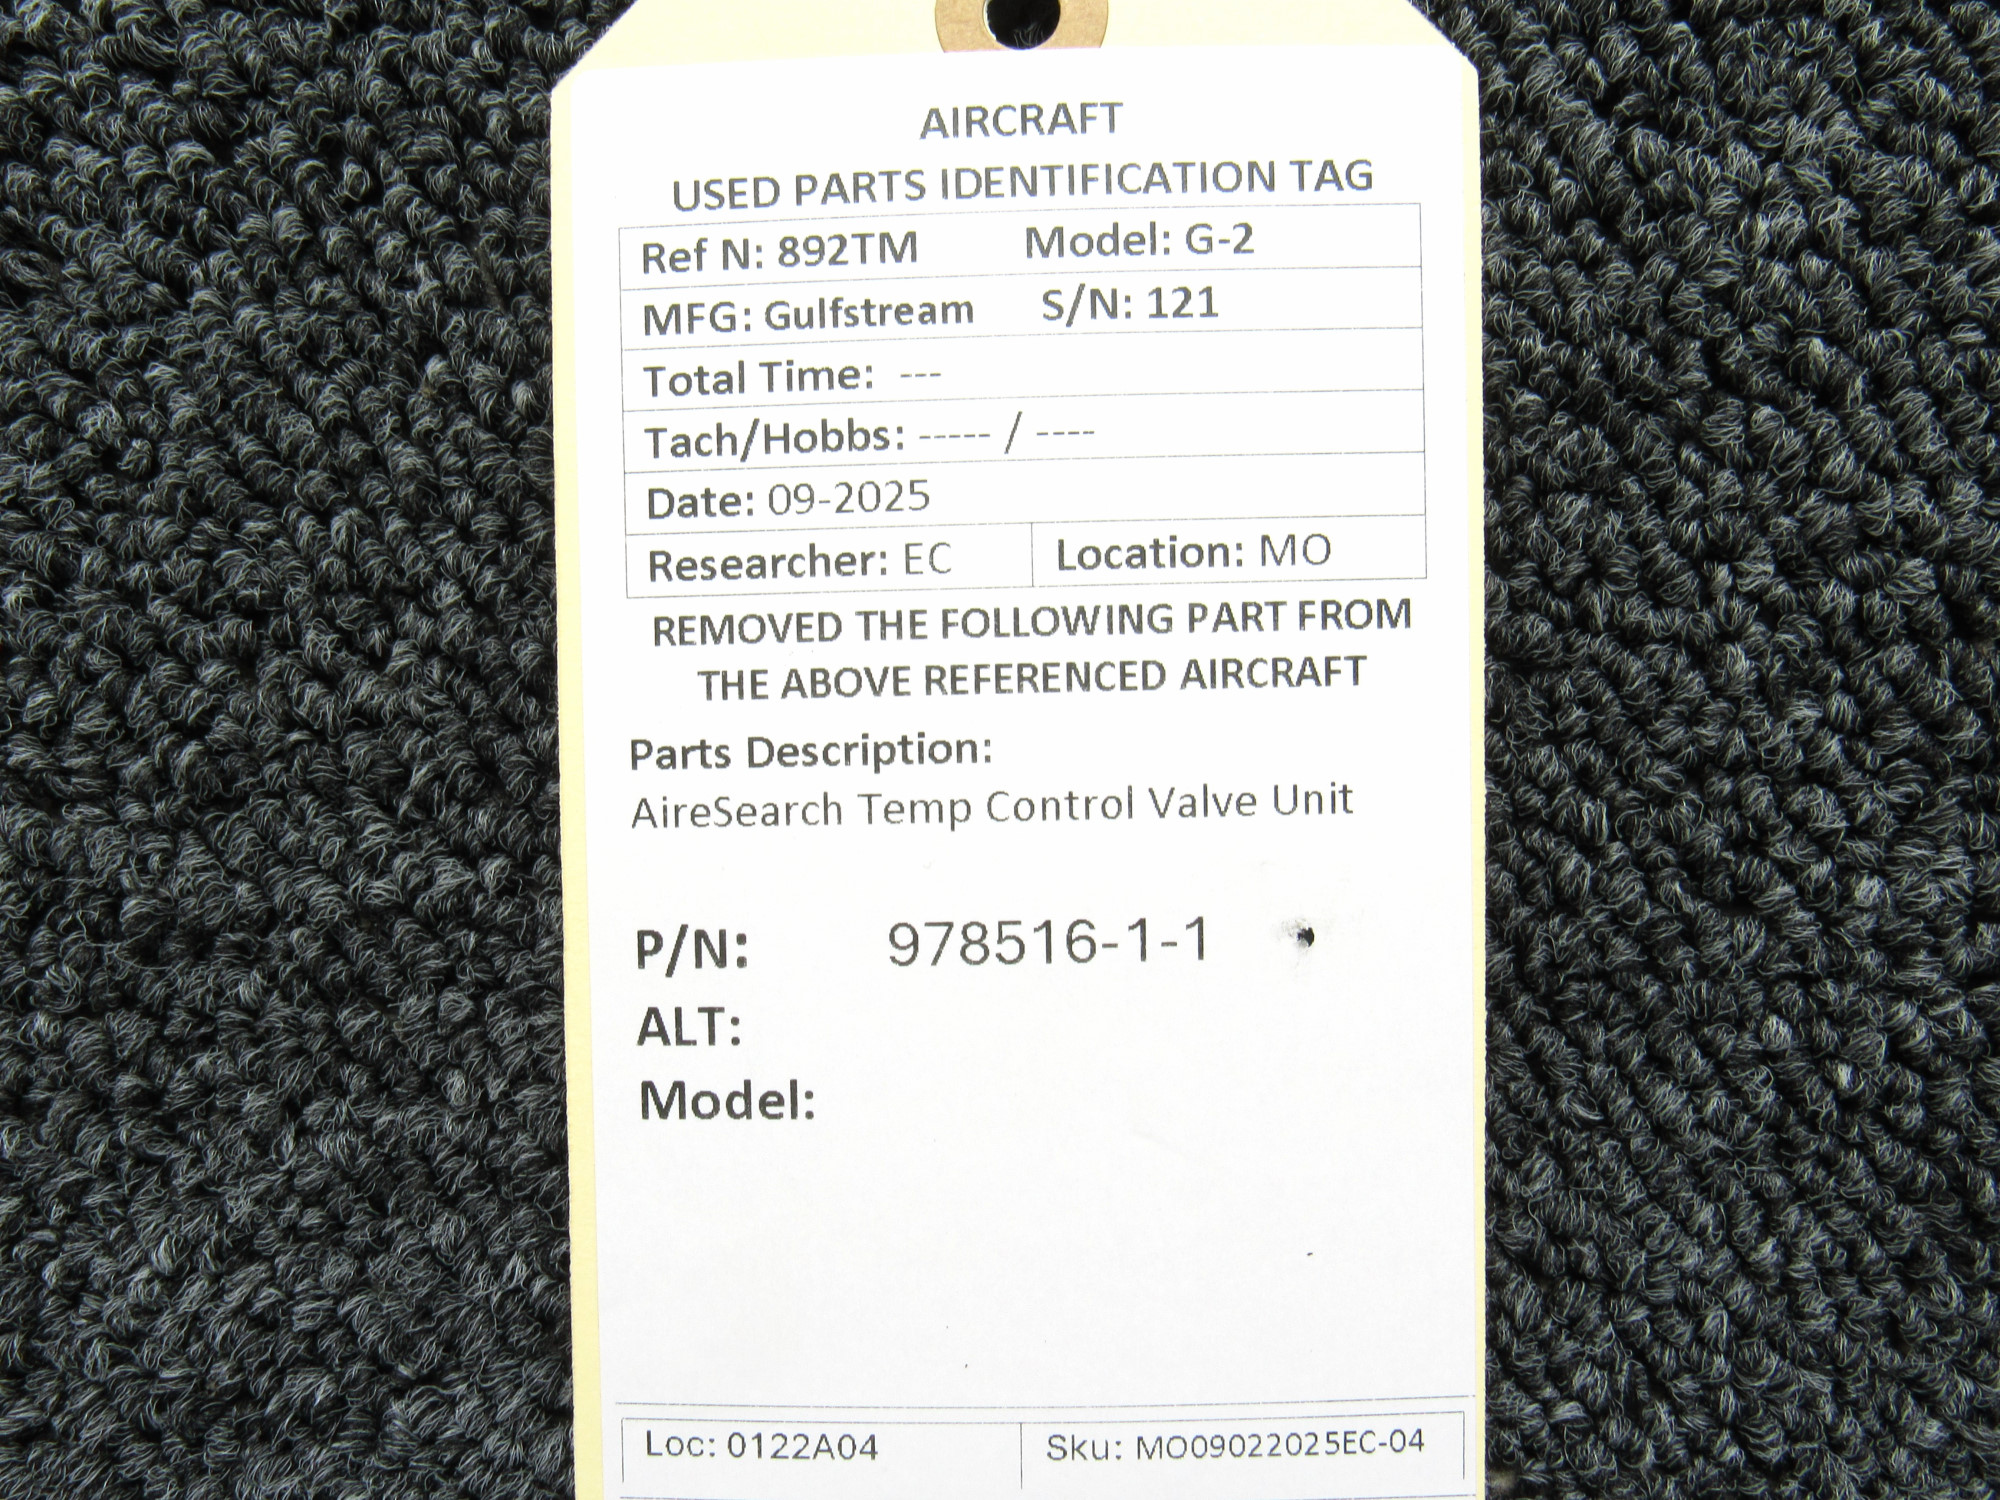 AIRCRAFT
USED PARTS IDENTIFICATION TAG
Ref N: 892TM Model: G-2
MFG: Gulfstream S/N: 121
Total Time: ---
Tach/Hobbs: ----- / ----
Date: 09-2025
Researcher: EC Location: MO
REMOVED THE FOLLOWING PART FROM
THE ABOVE REFERENCED AIRCRAFT
Parts Description:
AireSearch Temp Control Valve Unit
P/N: 978516-1-1
ALT:
Model:
Loc: 0122A04 Sku: MO09022025EC-04